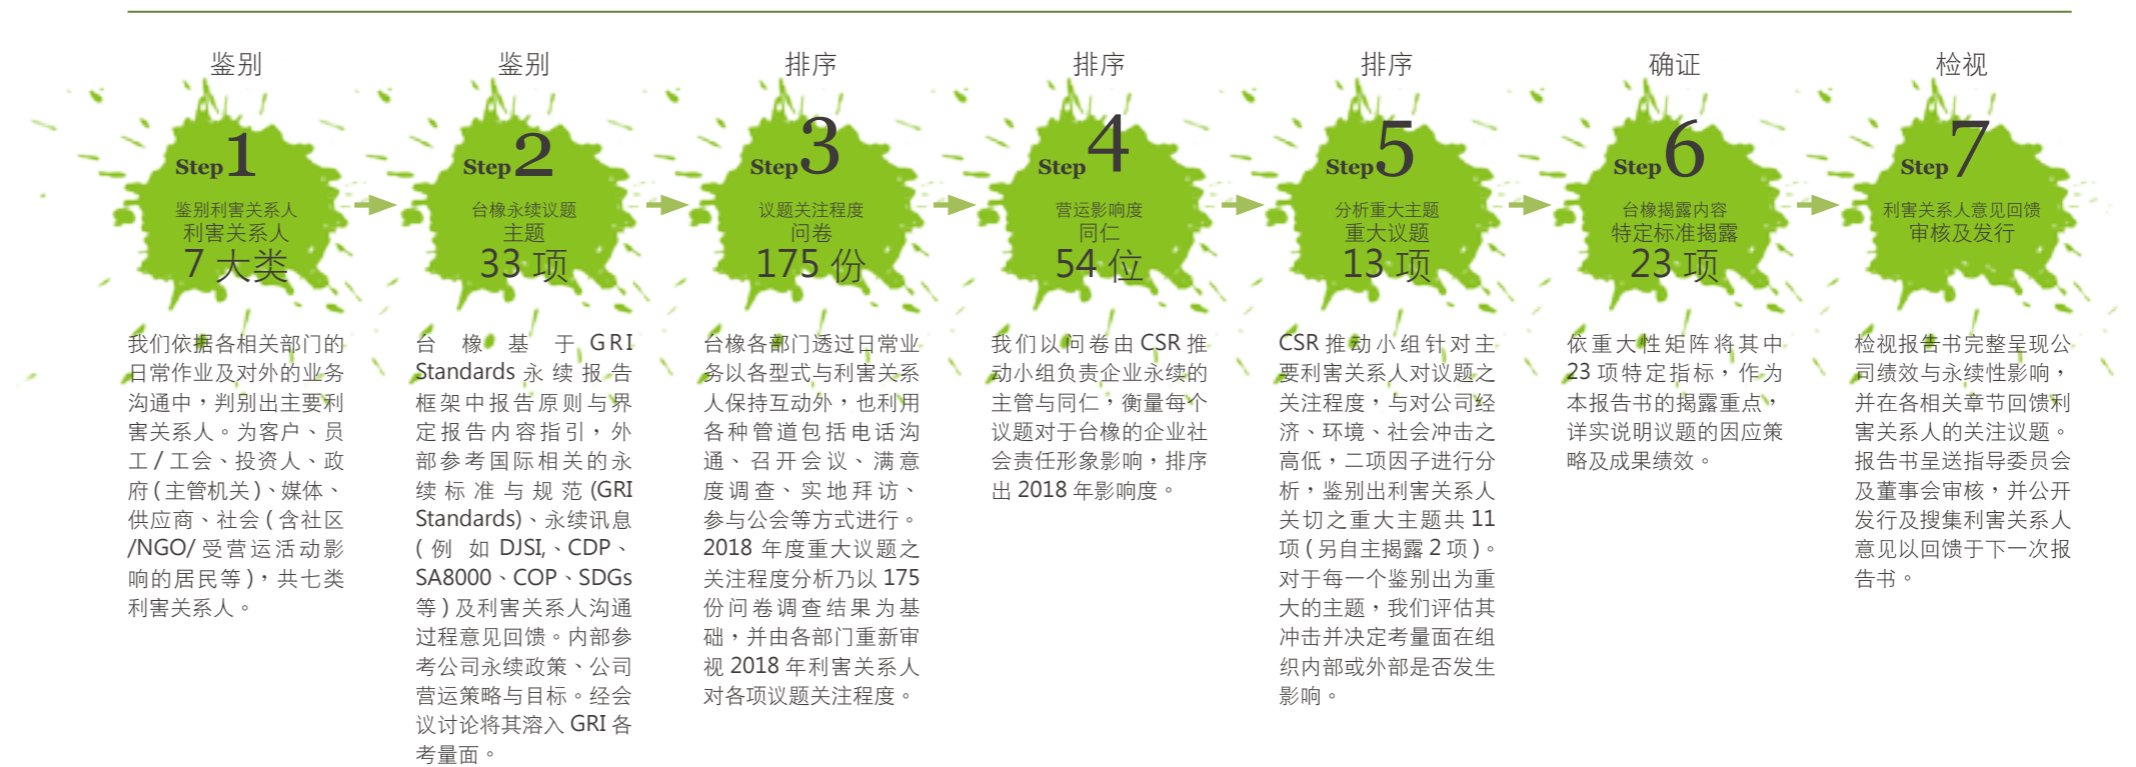 鉴别
Step 1
鉴别利害关系人
利害关系人
7 大类
我们依据各相关部门的
日常作业及对外的业务
沟通中，判别出主要利
害关系人。为客户、员
工 / 工会、投资人、政
府 ( 主管机关 )、媒体、
供应商、社会 ( 含社区
/NGO/ 受营运活动影
响的居民等 )，共七类
利害关系人。
鉴别
Step 2
台橡永续议题
主题
33 项
台橡基于GRI
Standards 永续报告
框架中报告原则与界
定报告内容指引，外
部参考国际相关的永
续标准与规范 (GRI
Standards)、永续讯息
( 例如 DJSI,、CDP、
SA8000、COP、SDGs
等 ) 及利害关系人沟通
过程意见回馈。内部参
考公司永续政策、公司
营运策略与目标。经会
议讨论将其溶入 GRI 各
考量面。
排序
Step 3
议题关注程度
问卷
175 份
台橡各部门透过日常业
务以各型式与利害关系
人保持互动外，也利用
各种管道包括电话沟
通、召开会议、满意
度调查、实地拜访、
参与公会等方式进行。
2018 年度重大议题之
关注程度分析乃以 175
份问卷调查结果为基
础，并由各部门重新审
视 2018 年利害关系人
对各项议题关注程度。
排序
Step 4
营运影响度
同仁
54 位
我们以问卷由 CSR 推
动小组负责企业永续的
主管与同仁，衡量每个
议题对于台橡的企业社
会责任形象影响，排序
出 2018 年影响度。
排序
Step 5
分析重大主题
重大议题
13 项
CSR 推动小组针对主
要利害关系人对议题之
关注程度，与对公司经
济、环境、社会冲击之
高低，二项因子进行分
析，鉴别出利害关系人
关切之重大主题共 11
项 ( 另自主揭露 2 项 )。
对于每一个鉴别出为重
大的主题，我们评估其
冲击并决定考量面在组
织内部或外部是否发生
影响。
确证
Step 6
台橡揭露内容
特定标准揭露
23 项
依重大性矩阵将其中
23 项特定指标，作为
本报告书的揭露重点，
详实说明议题的因应策
略及成果绩效。
检视
Step 7
利害关系人意见回馈
审核及发行
检视报告书完整呈现公
司绩效与永续性影响，
并在各相关章节回馈利
害关系人的关注议题。
报告书呈送指导委员会
及董事会审核，并公开
发行及搜集利害关系人
意见以回馈于下一次报
告书。